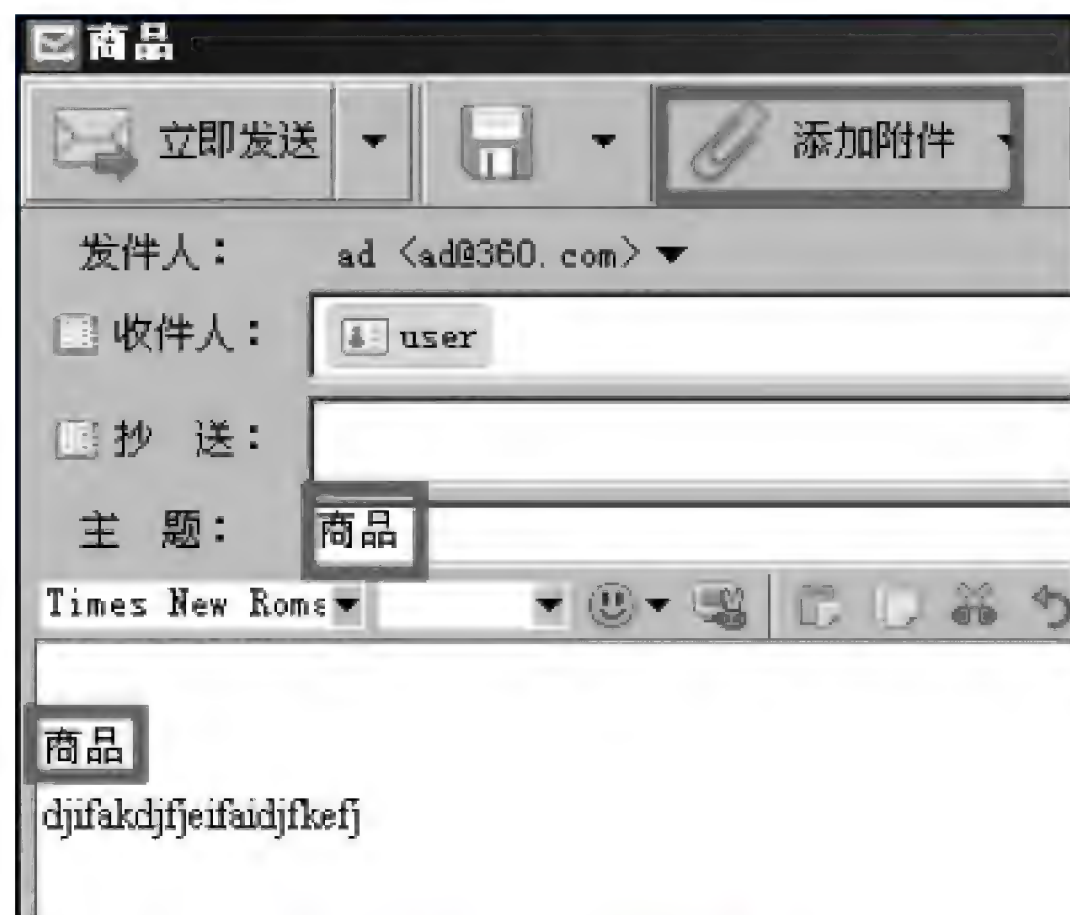 商品
立即发送 添加附件
发件人： ad <ad@360.com>
收件人： user
抄 送：
主 题： 商品
Times New Roma
商品
djifakdjfjeifaidjfkefj